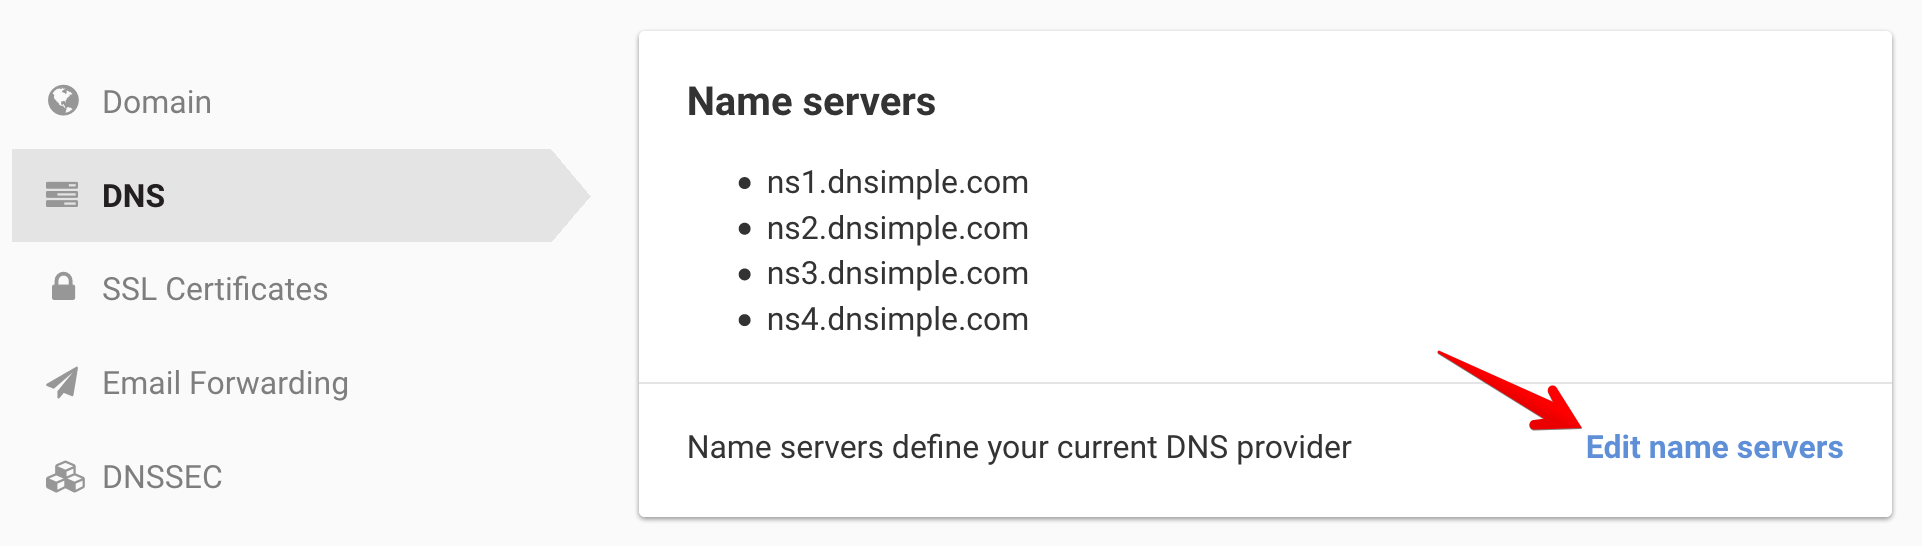 Domain
DNS
SSL Certificates
Email Forwarding
DNSSEC
Name servers
ns1.dnsimple.com
ns2.dnsimple.com
ns3.dnsimple.com
ns4.dnsimple.com
Name servers define your current DNS provider
Edit name servers